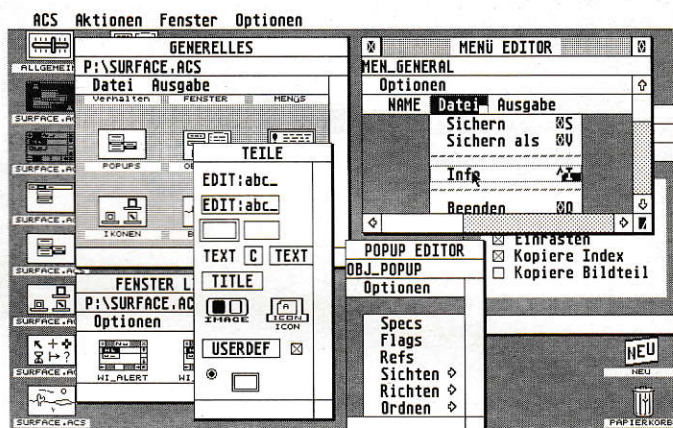 ACS Aktionen Fenster Optionen
ALLGEMEIN
SURFACE.ACS
SURFACE.ACS
SURFACE.ACS
SURFACE.ACS
SURFACE.ACS
SURFACE.ACS
SURFACE.ACS
GENERELLES
P:\SURFACE.ACS
Datei Ausgabe
Verhalten FENSTER MENÜS
POPUPS
IKONEN
TEILE
EDIT:abc_
EDIT:abc_
TEXT C TEXT
TITLE
IMAGE
A
ICON
ICON
USERDEF
FENSTER
P:\SURFACE.AC
Optionen
WI_ALERT
MENÜ EDITOR
MEN_GENERAL
Optionen
NAME Datei Ausgabe
Sichern S
Sichern als V
Info ^I
Beenden Q
Einrasten
Kopiere Index
Kopiere Bildteil
POPUP EDITOR
OBJ_POPUP
Optionen
Specs
Flags
Refs
Sichten
Richten
Ordnen
NEU
NEU
PAPIERKORB